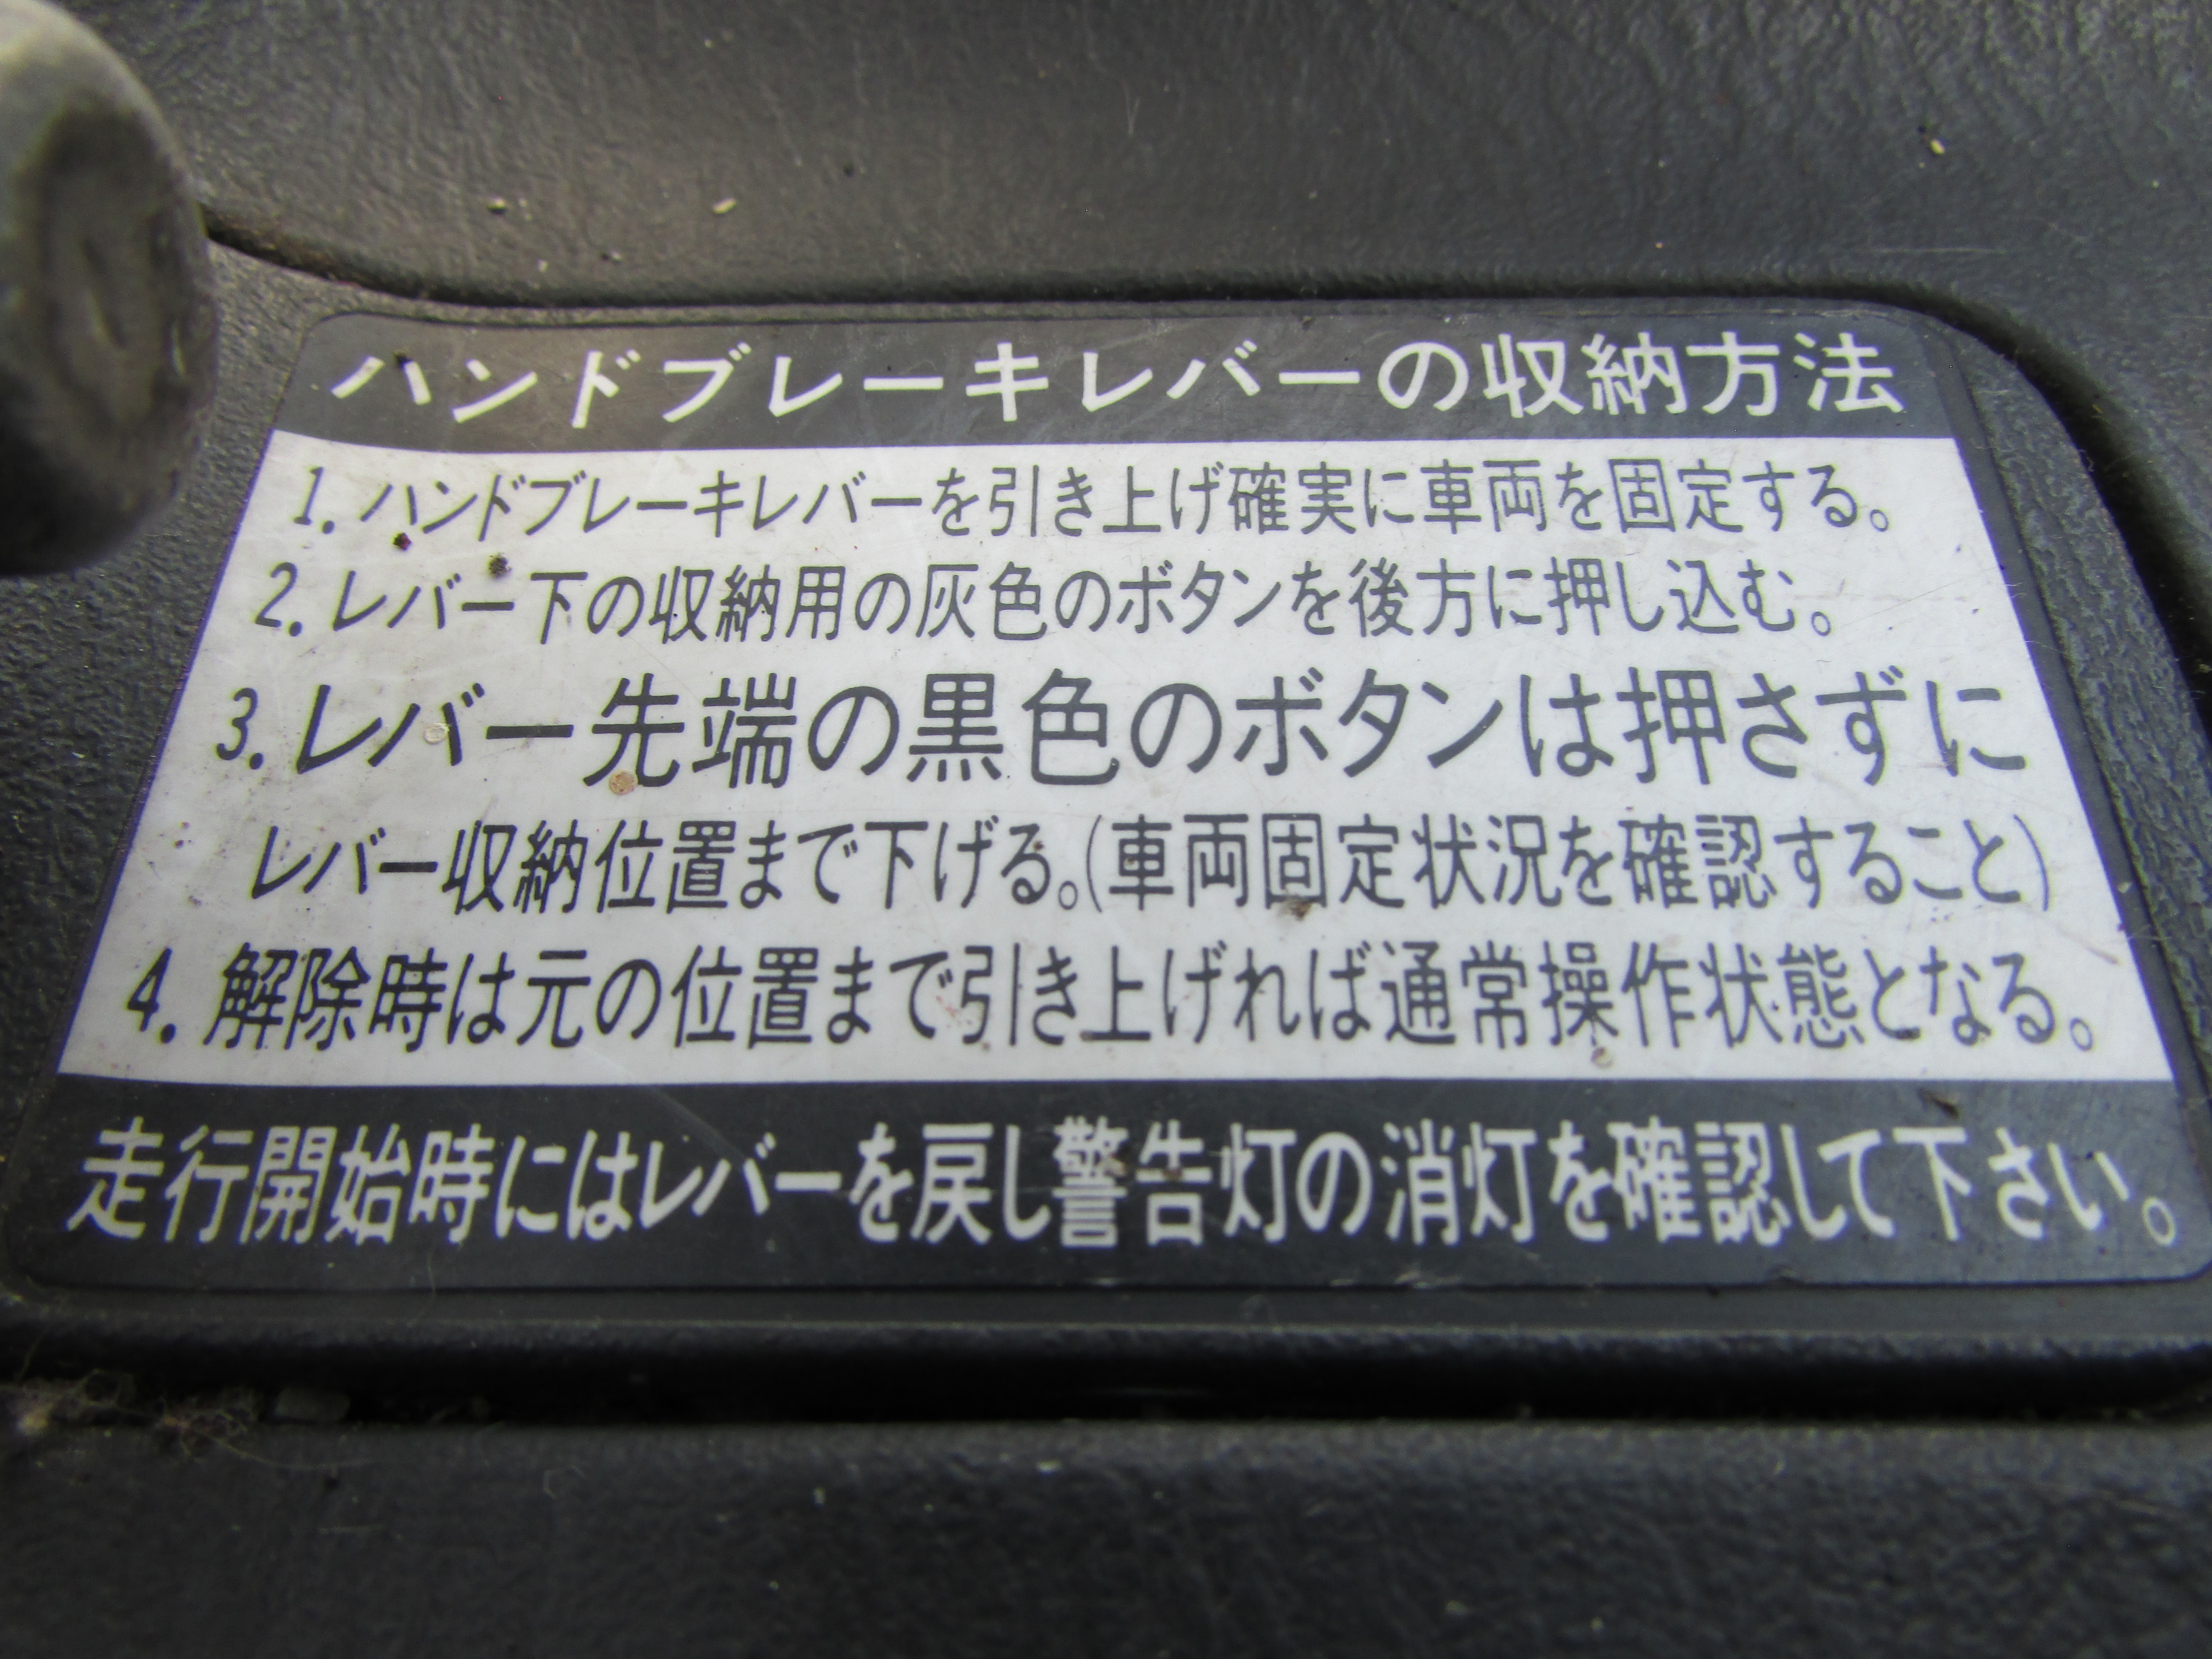 ハンドブレーキレバーの収納方法
1. ハンドブレーキレバーを引き上げ確実に車両を固定する。
2. レバー下の収納用の灰色のボタンを後方に押し込む。
3. レバー先端の黒色のボタンは押さずに
レバー収納位置まで下げる。(車両固定状況を確認すること)
4. 解除時は元の位置まで引き上げれば通常操作状態となる。
走行開始時にはレバーを戻し警告灯の消灯を確認して下さい。